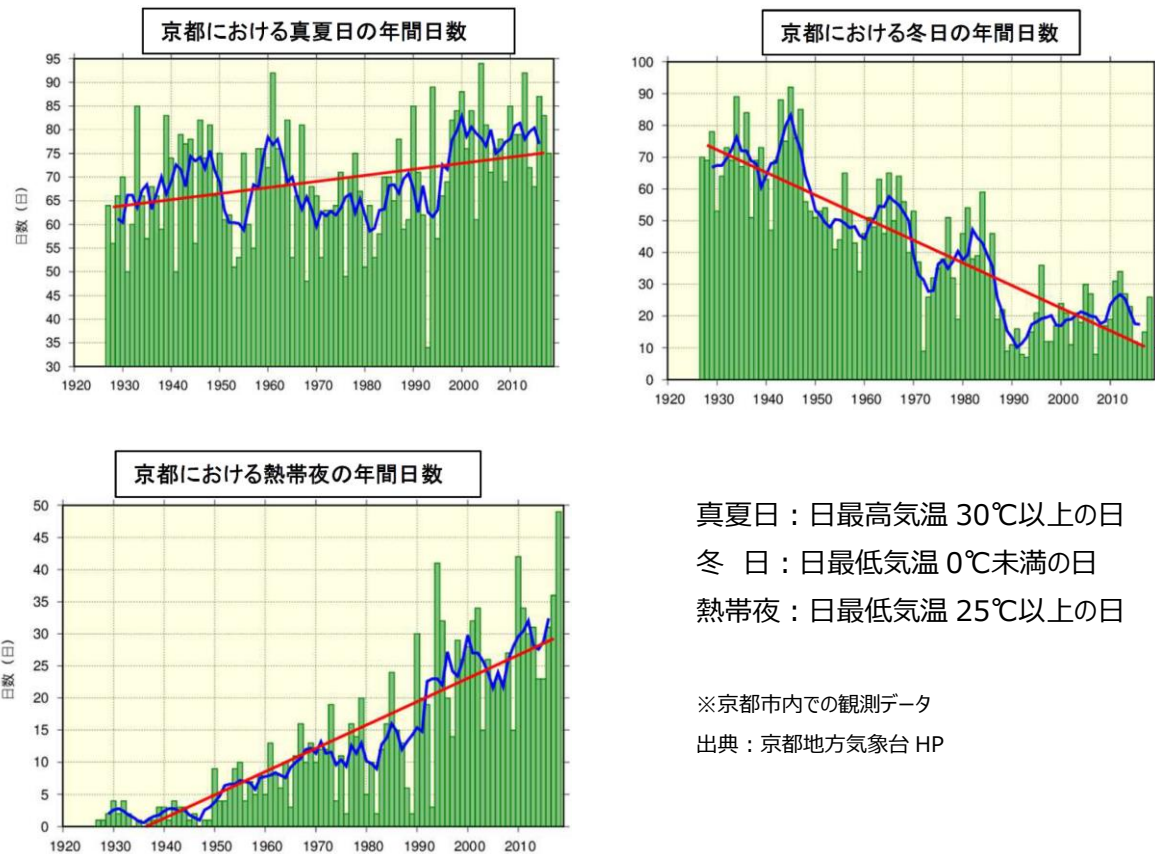 京都における真夏日の年間日数
95
90
85
80
75
70
65
60
55
50
45
40
35
30
日数（日）
1920 1930 1940 1950 1960 1970 1980 1990 2000 2010
京都における冬日の年間日数
100
90
80
70
60
50
40
30
20
10
0
1920 1930 1940 1950 1960 1970 1980 1990 2000 2010
京都における熱帯夜の年間日数
50
45
40
35
30
25
20
15
10
5
0
日数（日）
1920 1930 1940 1950 1960 1970 1980 1990 2000 2010
真夏日：日最高気温 30℃以上の日
冬 日：日最低気温 0℃未満の日
熱帯夜：日最低気温 25℃以上の日
※京都市内での観測データ
出典：京都地方気象台 HP